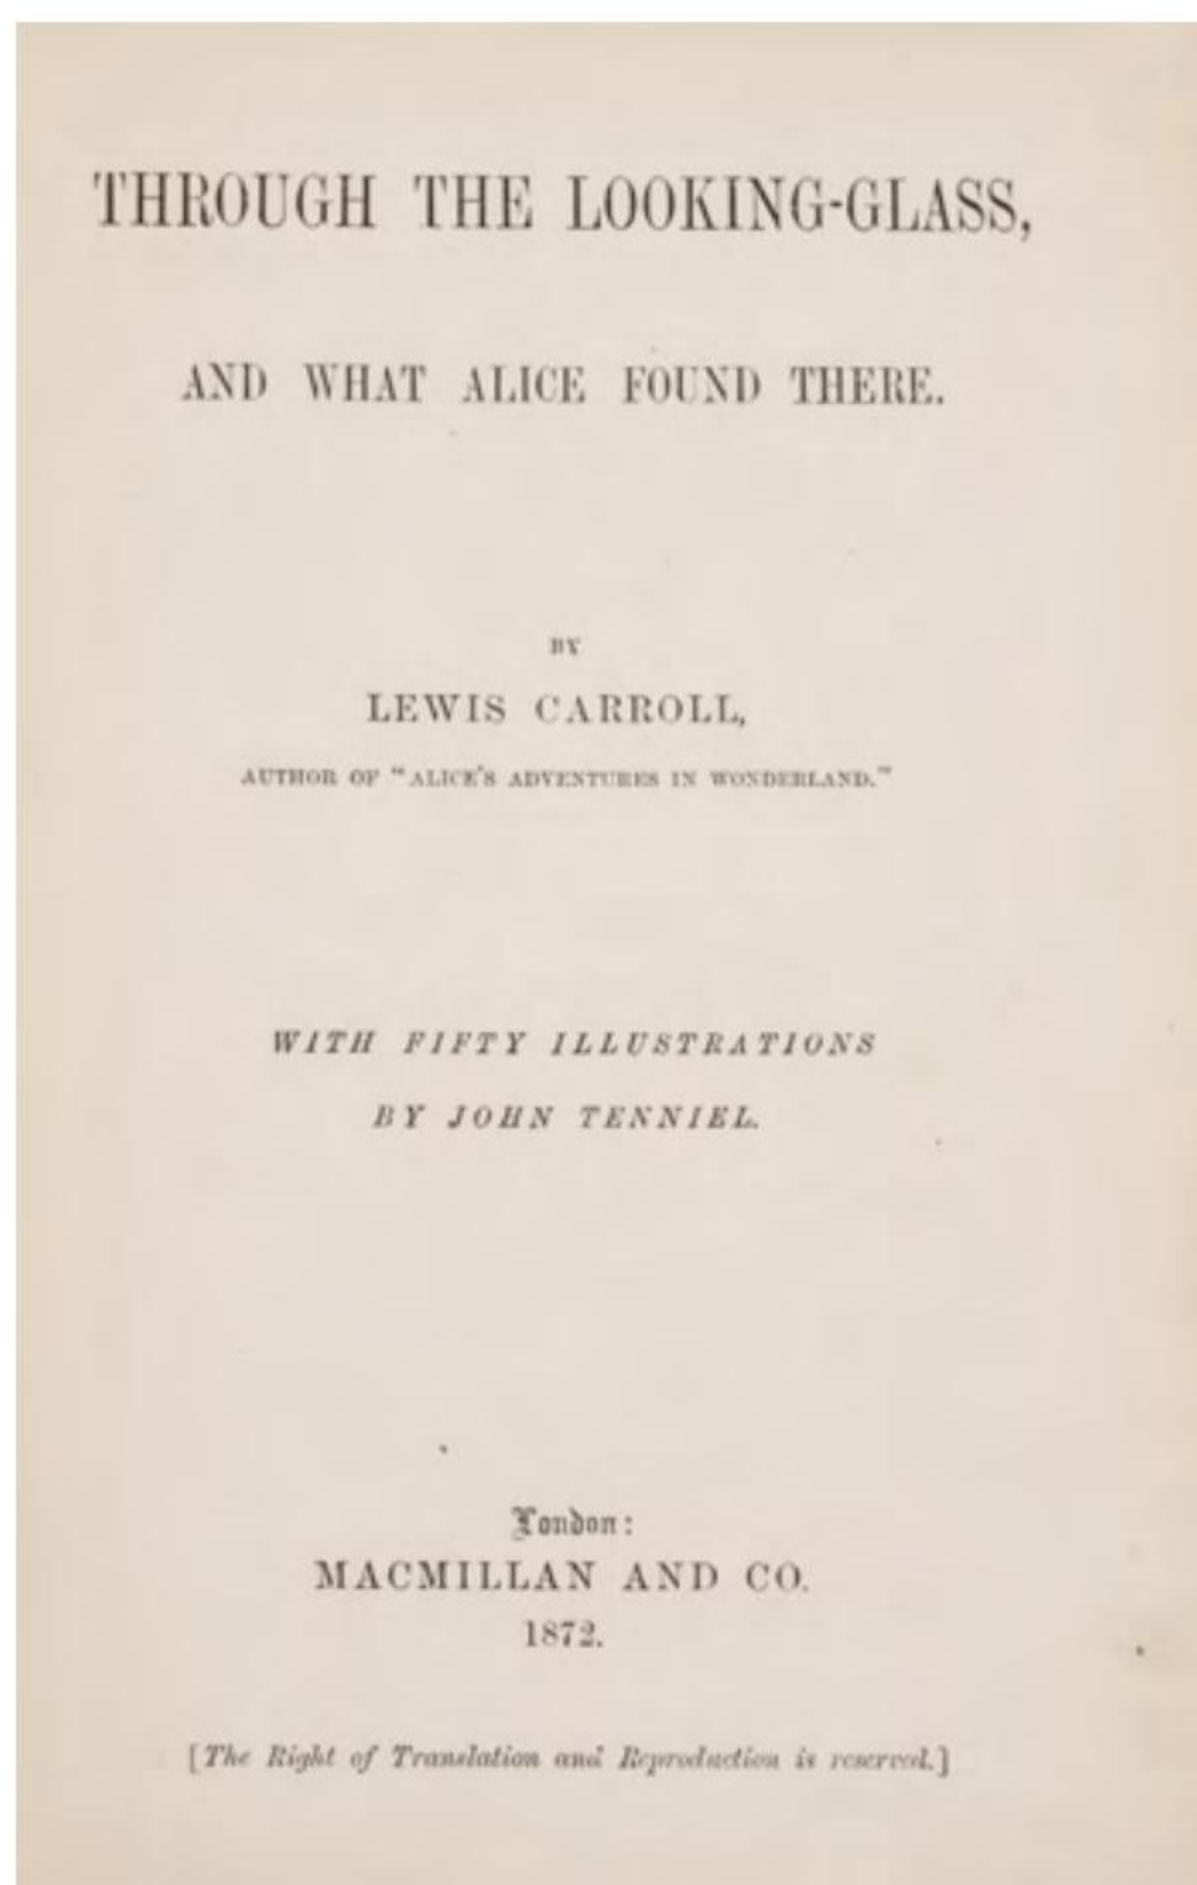 THROUGH THE LOOKING-GLASS,
AND WHAT ALICE FOUND THERE.
BY
LEWIS CARROLL,
AUTHOR OF "ALICE'S ADVENTURES IN WONDERLAND."
WITH FIFTY ILLUSTRATIONS
BY JOHN TENNIEL.
London:
MACMILLAN AND CO.
1872.
[The Right of Translation and Reproduction is reserved.]